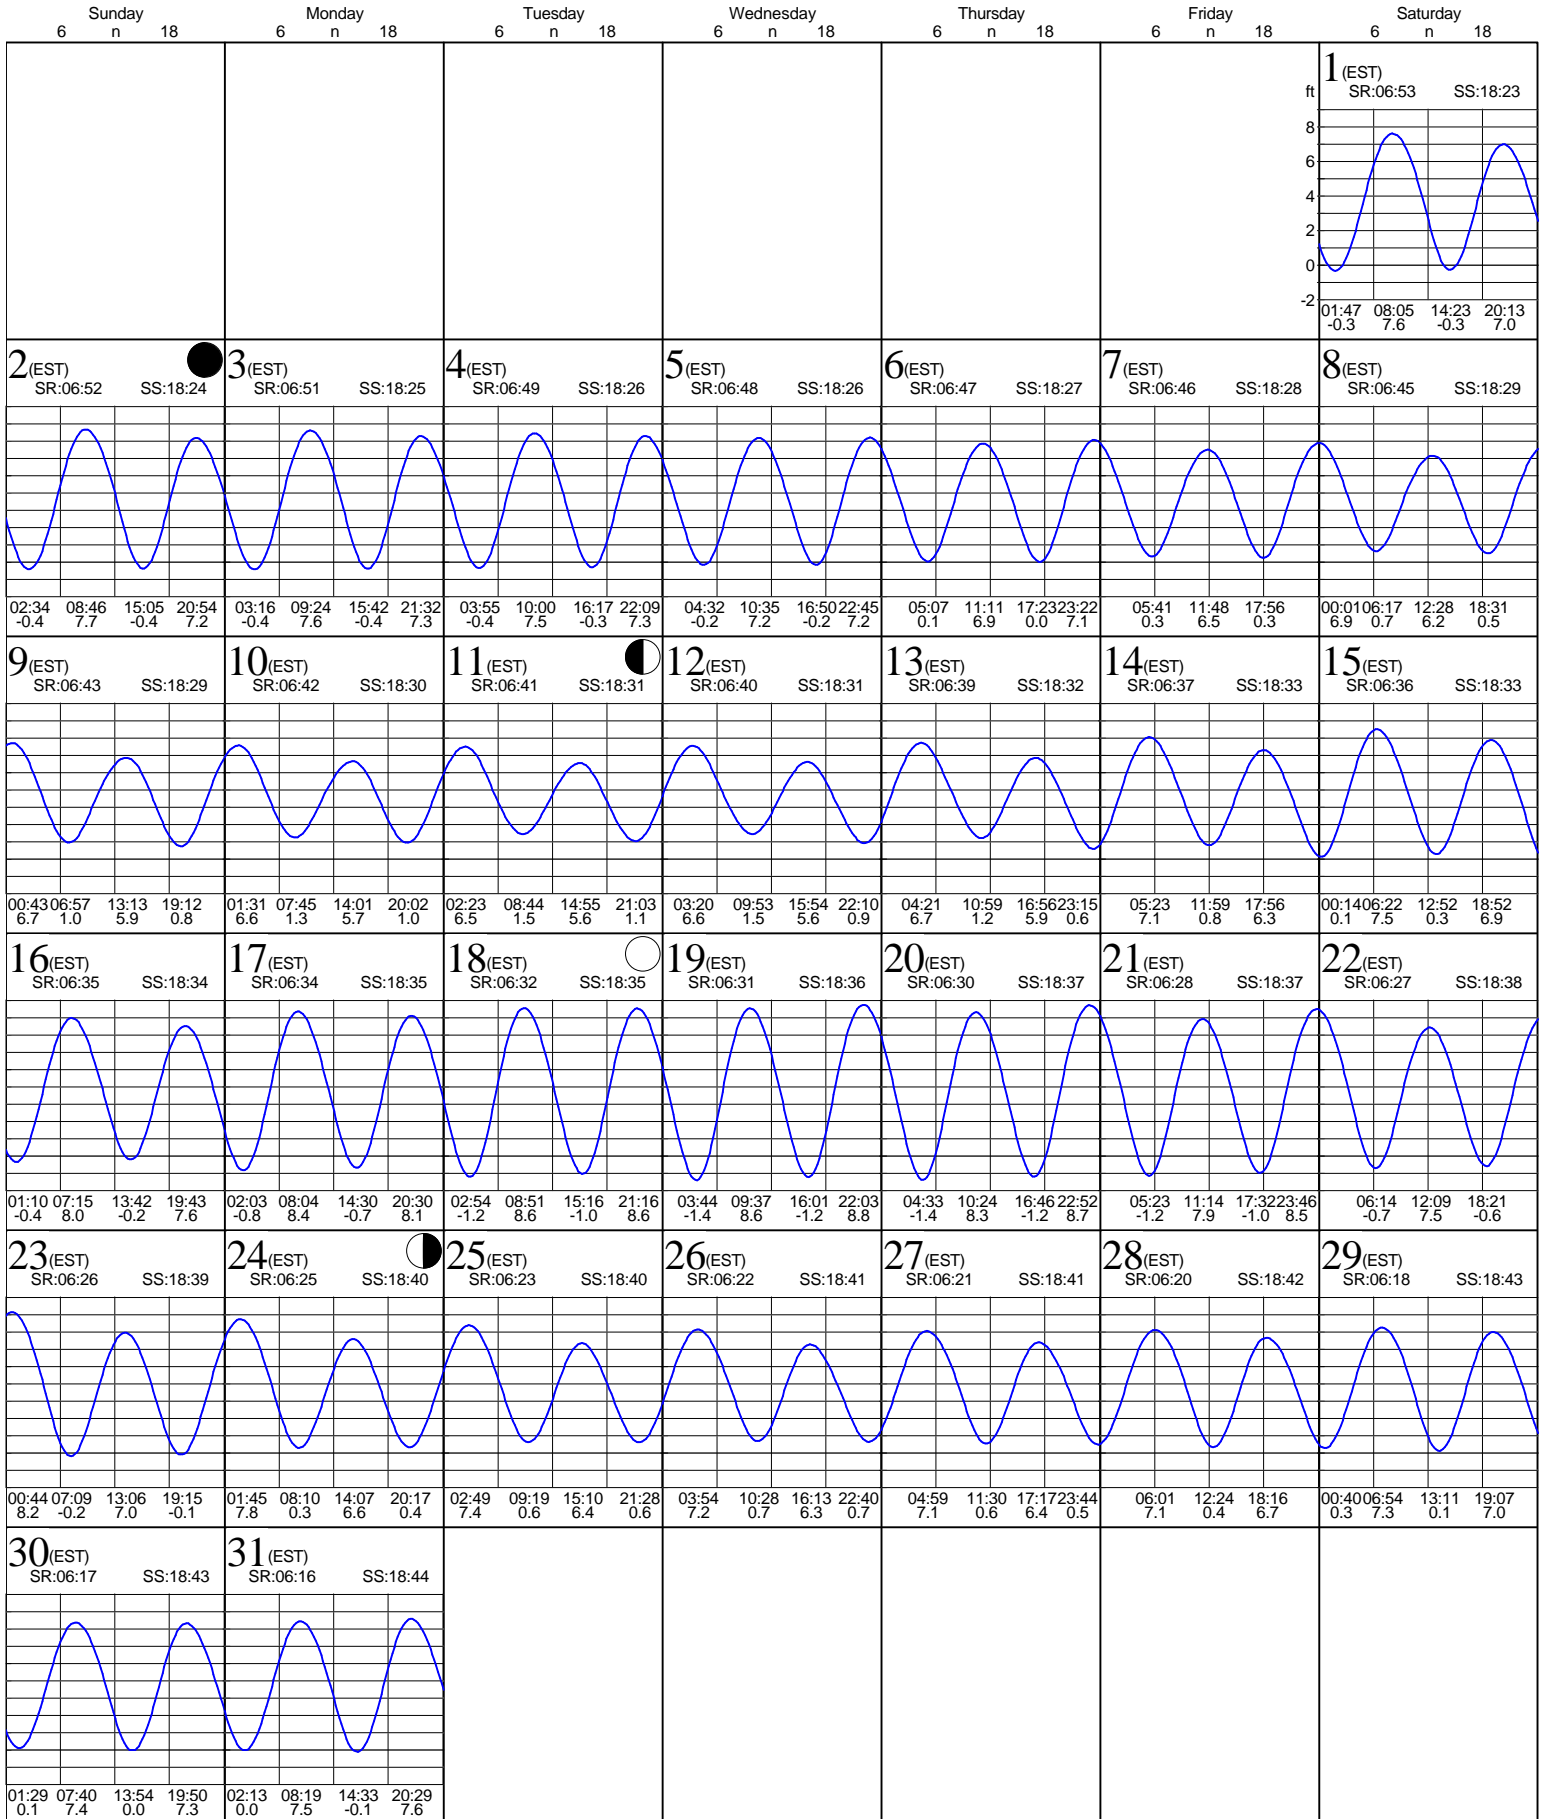 Sunday Monday Tuesday Wednesday Thursday Friday Saturday
6 n 18 6 n 18 6 n 18 6 n 18 6 n 18 6 n 18 6 n 18
1 (EST)
ft SR:06:53 SS:18:23
8
6
4
2
0
-2
01:47 08:05 14:23 20:13
-0.3 7.6 -0.3 7.0
2 (EST) 3 (EST) 4 (EST) 5 (EST) 6 (EST) 7 (EST) 8 (EST)
SR:06:52 SS:18:24 SR:06:51 SS:18:25 SR:06:49 SS:18:26 SR:06:48 SS:18:26 SR:06:47 SS:18:27 SR:06:46 SS:18:28 SR:06:45 SS:18:29
02:34 08:46 15:05 20:54 03:16 09:24 15:42 21:32 03:55 10:00 16:17 22:09 04:32 10:35 16:50 22:45 05:07 11:11 17:23 23:22 05:41 11:48 17:56 00:01 06:17 12:28 18:31
-0.4 7.7 -0.4 7.2 -0.4 7.6 -0.4 7.3 -0.4 7.5 -0.3 7.3 -0.2 7.2 -0.2 7.2 0.1 6.9 0.0 7.1 0.3 6.5 0.3 6.9 0.7 6.2 0.5
9 (EST) 10 (EST) 11 (EST) 12 (EST) 13 (EST) 14 (EST) 15 (EST)
SR:06:43 SS:18:29 SR:06:42 SS:18:30 SR:06:41 SS:18:31 SR:06:40 SS:18:31 SR:06:39 SS:18:32 SR:06:37 SS:18:33 SR:06:36 SS:18:33
00:43 06:57 13:13 19:12 01:31 07:45 14:01 20:02 02:23 08:44 14:55 21:03 03:20 09:53 15:54 22:10 04:21 10:59 16:56 23:15 05:23 11:59 17:56 00:14 06:22 12:52 18:52
6.7 1.0 5.9 0.8 6.6 1.3 5.7 1.0 6.5 1.5 5.6 1.1 6.6 1.5 5.6 0.9 6.7 1.2 5.9 0.6 7.1 0.8 6.3 0.1 7.5 0.3 6.9
16 (EST) 17 (EST) 18 (EST) 19 (EST) 20 (EST) 21 (EST) 22 (EST)
SR:06:35 SS:18:34 SR:06:34 SS:18:35 SR:06:32 SS:18:35 SR:06:31 SS:18:36 SR:06:30 SS:18:37 SR:06:28 SS:18:37 SR:06:27 SS:18:38
01:10 07:15 13:42 19:43 02:03 08:04 14:30 20:30 02:54 08:51 15:16 21:16 03:44 09:37 16:01 22:03 04:33 10:24 16:46 22:52 05:23 11:14 17:32 23:46 06:14 12:09 18:21
-0.4 8.0 -0.2 7.6 -0.8 8.4 -0.7 8.1 -1.2 8.6 -1.0 8.6 -1.4 8.6 -1.2 8.8 -1.4 8.3 -1.2 8.7 -1.2 7.9 -1.0 8.5 -0.7 7.5 -0.6
23 (EST) 24 (EST) 25 (EST) 26 (EST) 27 (EST) 28 (EST) 29 (EST)
SR:06:26 SS:18:39 SR:06:25 SS:18:40 SR:06:23 SS:18:40 SR:06:22 SS:18:41 SR:06:21 SS:18:41 SR:06:20 SS:18:42 SR:06:18 SS:18:43
00:44 07:09 13:06 19:15 01:45 08:10 14:07 20:17 02:49 09:19 15:10 21:28 03:54 10:28 16:13 22:40 04:59 11:30 17:17 23:44 06:01 12:24 18:16 00:40 06:54 13:11 19:07
8.2 -0.2 7.0 -0.1 7.8 0.3 6.6 0.4 7.4 0.6 6.4 0.6 7.2 0.7 6.3 0.7 7.1 0.6 6.4 0.5 7.1 0.4 6.7 0.3 7.3 0.1 7.0
30 (EST) 31 (EST)
SR:06:17 SS:18:43 SR:06:16 SS:18:44
01:29 07:40 13:54 19:50 02:13 08:19 14:33 20:29
0.1 7.4 0.0 7.3 0.0 7.5 -0.1 7.6